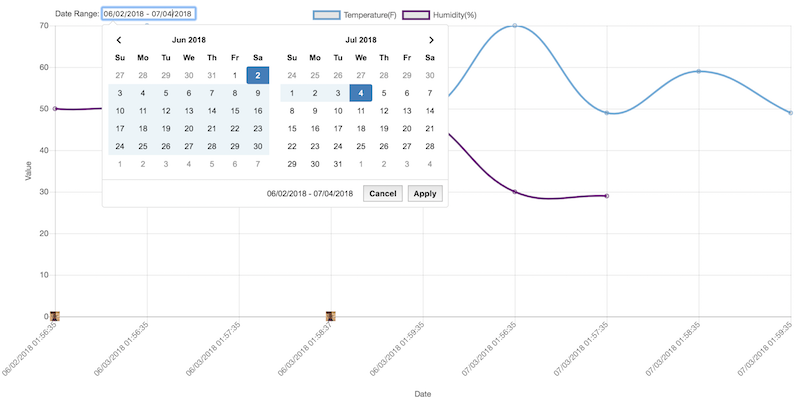 Date Range: 06/02/2018 - 07/04/2018
Temperature(F) Humidity(%)
Jun 2018 Jul 2018
Su Mo Tu We Th Fr Sa Su Mo Tu We Th Fr Sa
27 28 29 30 31 1 2 24 25 26 27 28 29 30
3 4 5 6 7 8 9 1 2 3 4 5 6 7
10 11 12 13 14 15 16 8 9 10 11 12 13 14
17 18 19 20 21 22 23 15 16 17 18 19 20 21
24 25 26 27 28 29 30 22 23 24 25 26 27 28
1 2 3 4 5 6 7 29 30 31 1 2 3 4
06/02/2018 - 07/04/2018 Cancel Apply
70
60
50
40
30
20
10
0
Value
06/02/2018 01:56:35
06/03/2018 01:56:35
06/03/2018 01:57:35
06/03/2018 01:58:37
06/03/2018 01:59:35
07/03/2018 01:56:35
07/03/2018 01:57:35
07/03/2018 01:58:35
07/03/2018 01:59:35
Date